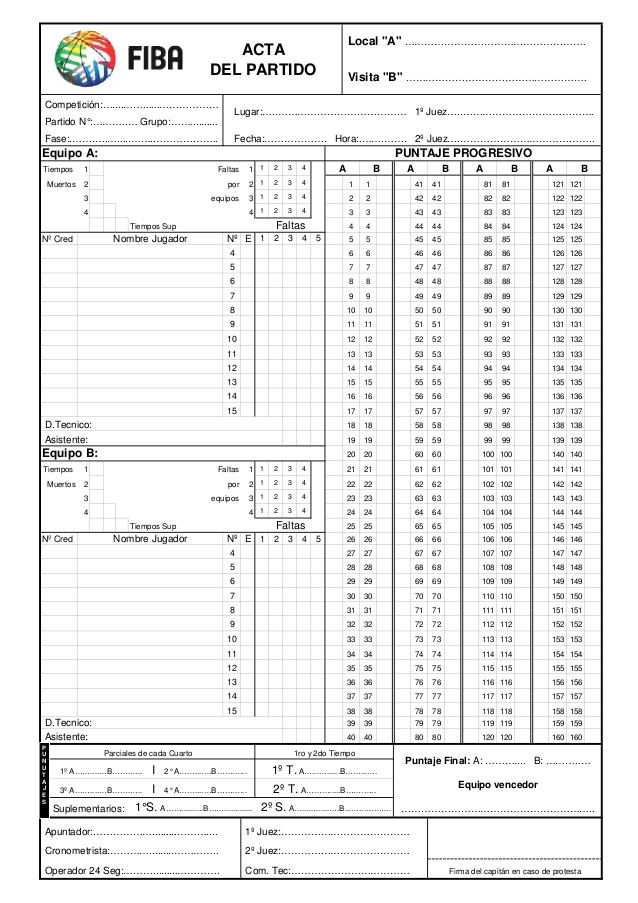 FIBA
ACTA
DEL PARTIDO
Local "A" ................................................
Visita "B" ................................................
Competición:....................................
Partido N°:.............. Grupo:...............
Fase:..............................................
Lugar:.............................................. 1º Juez................................................
Fecha:......................... Hora:............... 2º Juez................................................
Equipo A:
Tiempos 1 Faltas 1 1 2 3 4
Muertos 2 por 2 1 2 3 4
3 equipos 3 1 2 3 4
4 4 1 2 3 4
Tiempos Sup Faltas
Nº Cred Nombre Jugador Nº E 1 2 3 4 5
4
5
6
7
8
9
10
11
12
13
14
15
D.Tecnico:
Asistente:
Equipo B:
Tiempos 1 Faltas 1 1 2 3 4
Muertos 2 por 2 1 2 3 4
3 equipos 3 1 2 3 4
4 4 1 2 3 4
Tiempos Sup Faltas
Nº Cred Nombre Jugador Nº E 1 2 3 4 5
4
5
6
7
8
9
10
11
12
13
14
15
D.Tecnico:
Asistente:
PUNTAJE PROGRESIVO
A B A B A B A B
1 1 41 41 81 81 121 121
2 2 42 42 82 82 122 122
3 3 43 43 83 83 123 123
4 4 44 44 84 84 124 124
5 5 45 45 85 85 125 125
6 6 46 46 86 86 126 126
7 7 47 47 87 87 127 127
8 8 48 48 88 88 128 128
9 9 49 49 89 89 129 129
10 10 50 50 90 90 130 130
11 11 51 51 91 91 131 131
12 12 52 52 92 92 132 132
13 13 53 53 93 93 133 133
14 14 54 54 94 94 134 134
15 15 55 55 95 95 135 135
16 16 56 56 96 96 136 136
17 17 57 57 97 97 137 137
18 18 58 58 98 98 138 138
19 19 59 59 99 99 139 139
20 20 60 60 100 100 140 140
21 21 61 61 101 101 141 141
22 22 62 62 102 102 142 142
23 23 63 63 103 103 143 143
24 24 64 64 104 104 144 144
25 25 65 65 105 105 145 145
26 26 66 66 106 106 146 146
27 27 67 67 107 107 147 147
28 28 68 68 108 108 148 148
29 29 69 69 109 109 149 149
30 30 70 70 110 110 150 150
31 31 71 71 111 111 151 151
32 32 72 72 112 112 152 152
33 33 73 73 113 113 153 153
34 34 74 74 114 114 154 154
35 35 75 75 115 115 155 155
36 36 76 76 116 116 156 156
37 37 77 77 117 117 157 157
38 38 78 78 118 118 158 158
39 39 79 79 119 119 159 159
40 40 80 80 120 120 160 160
PUNUTAJES
Parciales de cada Cuarto 1ro y 2do Tiempo
1º A.............B............ I 2º A.............B............ 1º T. A.............B............
3º A.............B............ I 4º A.............B............ 2º T. A.............B............
Suplementarios: 1ºS. A...............B................. 2º S. A...............B.................
Puntaje Final: A: ............. B: ..............
Equipo vencedor
....................................................
Apuntador:......................................
Cronometrista:..................................
Operador 24 Seg:..............................
1º Juez:........................................
2º Juez:........................................
Com. Tec:.....................................
Firma del capitán en caso de protesta